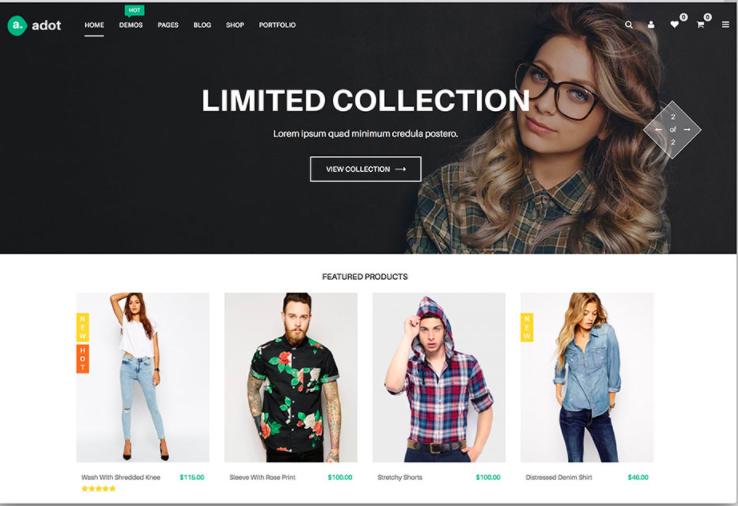 a. adot
HOME
HOT
DEMOS
PAGES
BLOG
SHOP
PORTFOLIO
0
0
LIMITED COLLECTION
Lorem ipsum quad minimum credula postero.
VIEW COLLECTION
2
of
2
FEATURED PRODUCTS
NEW
HOT
NEW
Wash With Shredded Knee $115.00
Sleeve With Rose Print $100.00
Stretchy Shorts $100.00
Distressed Denim Shirt $46.00